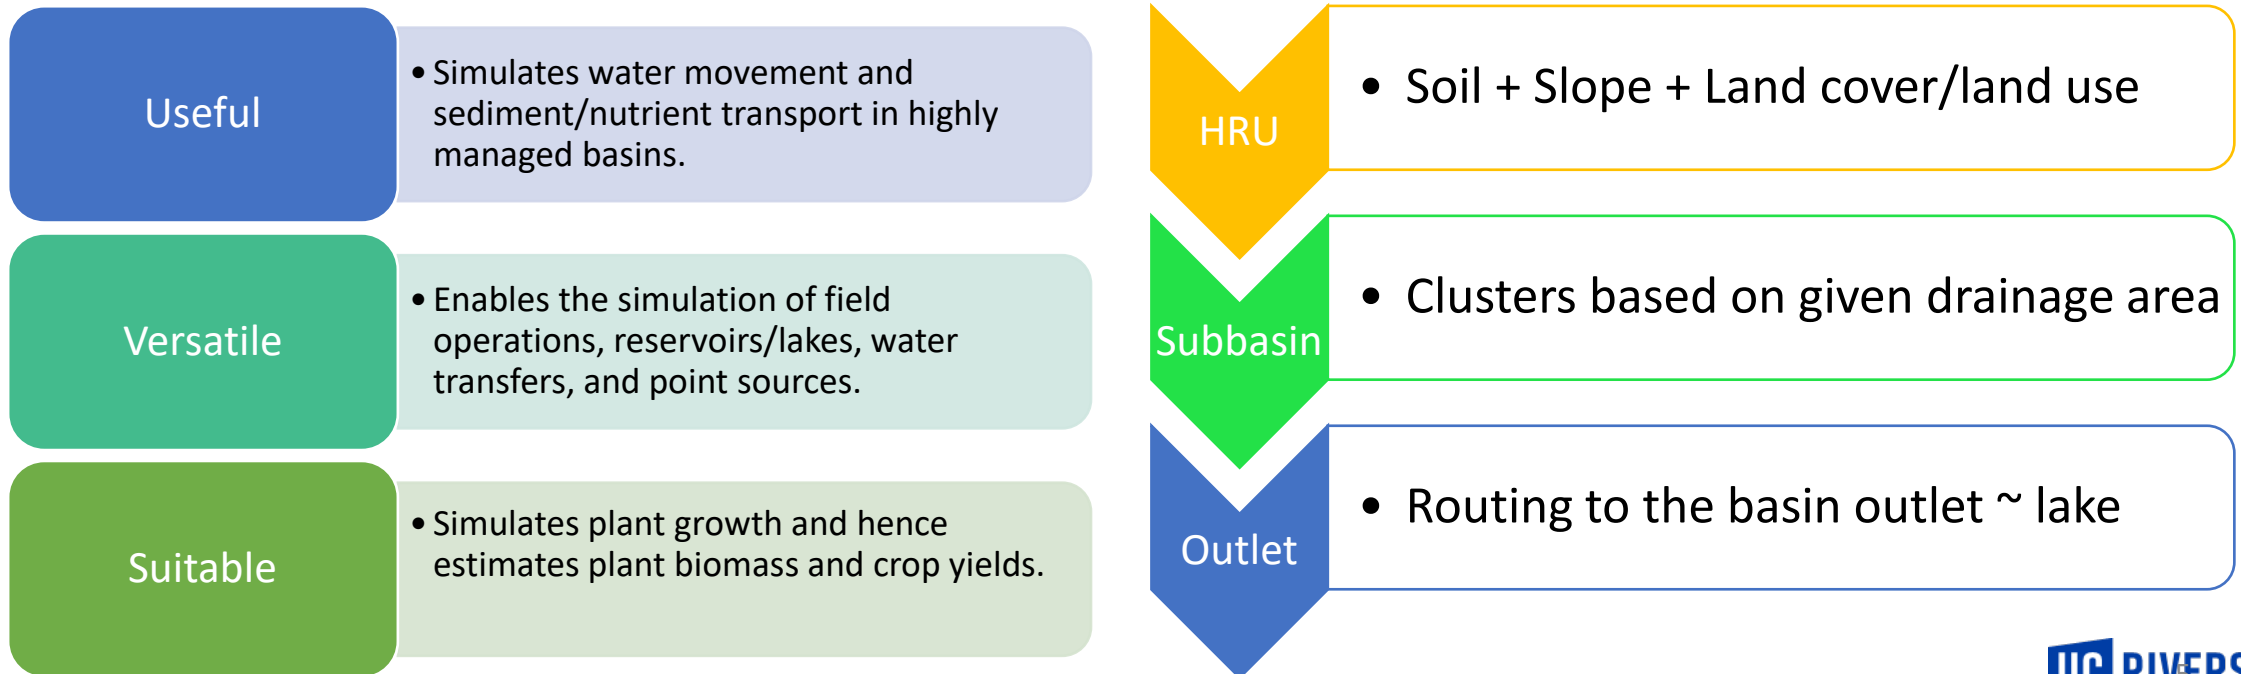 Useful
• Simulates water movement and
sediment/nutrient transport in highly
managed basins.
Versatile
• Enables the simulation of field
operations, reservoirs/lakes, water
transfers, and point sources.
Suitable
• Simulates plant growth and hence
estimates plant biomass and crop yields.
HRU
• Soil + Slope + Land cover/land use
Subbasin
• Clusters based on given drainage area
Outlet
• Routing to the basin outlet ~ lake